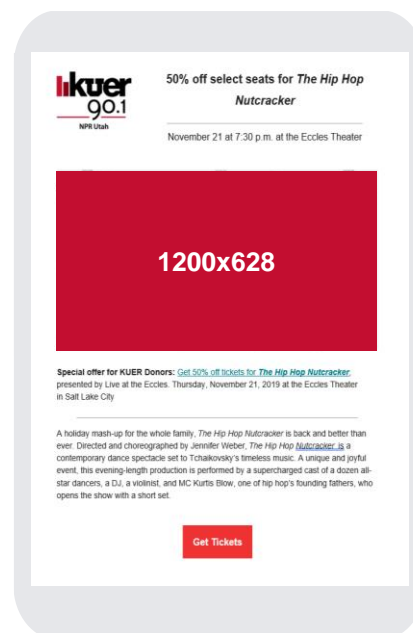 kuer
90.1
NPR Utah
50% off select seats for The Hip Hop
Nutcracker
November 21 at 7:30 p.m. at the Eccles Theater
1200x628
Special offer for KUER Donors: Get 50% off tickets for The Hip Hop Nutcracker,
presented by Live at the Eccles. Thursday, November 21, 2019 at the Eccles Theater
in Salt Lake City
A holiday mash-up for the whole family, The Hip Hop Nutcracker is back and better than
ever. Directed and choreographed by Jennifer Weber, The Hip Hop Nutcracker is a
contemporary dance spectacle set to Tchaikovsky's timeless music. A unique and joyful
event, this evening-length production is performed by a supercharged cast of a dozen all-
star dancers, a DJ, a violinist, and MC Kurtis Blow, one of hip hop's founding fathers, who
opens the show with a short set.
Get Tickets